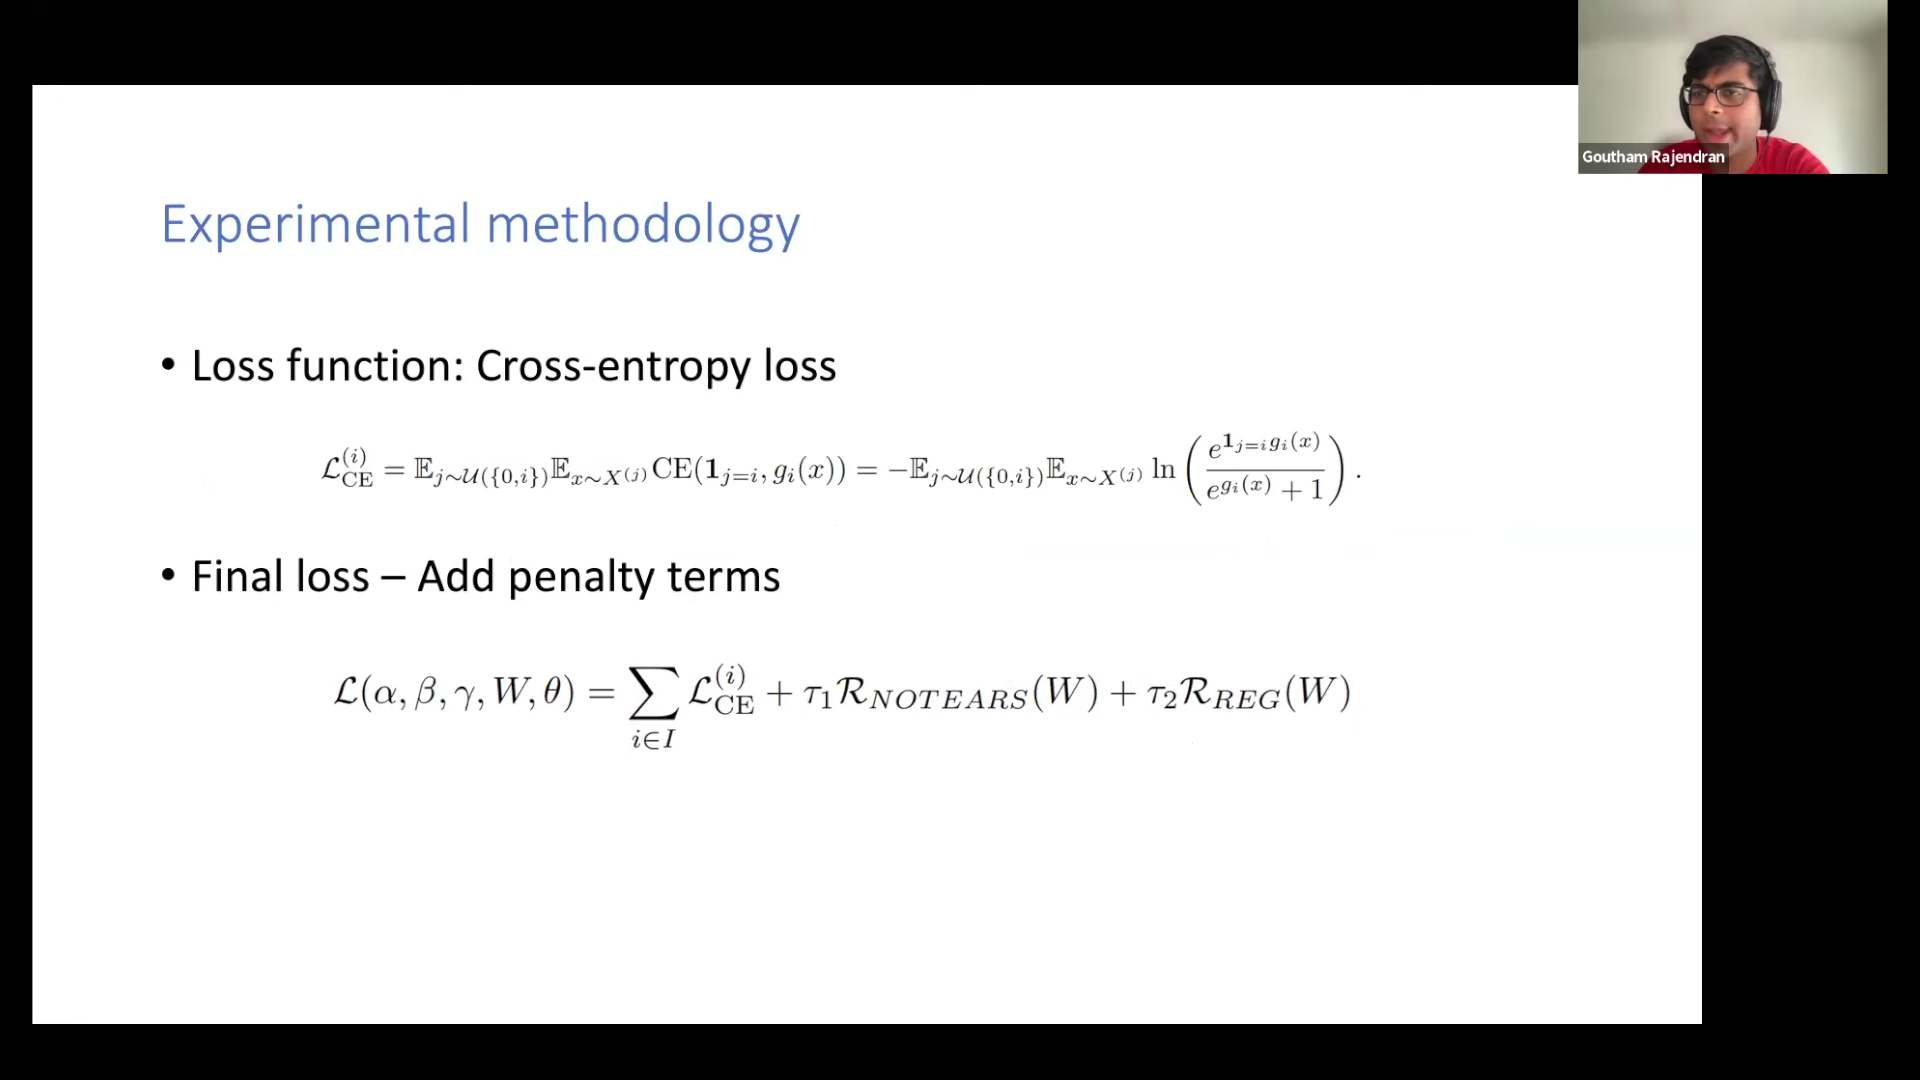 Goutham Rajendran
Experimental methodology
• Loss function: Cross-entropy loss
$\mathcal{L}_{\mathrm{CE}}^{(i)} = \mathbb{E}_{j\sim\mathcal{U}(\{0,i\})}\mathbb{E}_{x\sim X^{(j)}}\mathrm{CE}(\mathbf{1}_{j=i}, g_i(x)) = -\mathbb{E}_{j\sim\mathcal{U}(\{0,i\})}\mathbb{E}_{x\sim X^{(j)}} \ln\left(\frac{e^{\mathbf{1}_{j=i}g_i(x)}}{e^{g_i(x)}+1}\right).$
• Final loss – Add penalty terms
$\mathcal{L}(\alpha, \beta, \gamma, W, \theta) = \sum_{i\in I} \mathcal{L}_{\mathrm{CE}}^{(i)} + \tau_1\mathcal{R}_{NOTEARS}(W) + \tau_2\mathcal{R}_{REG}(W)$